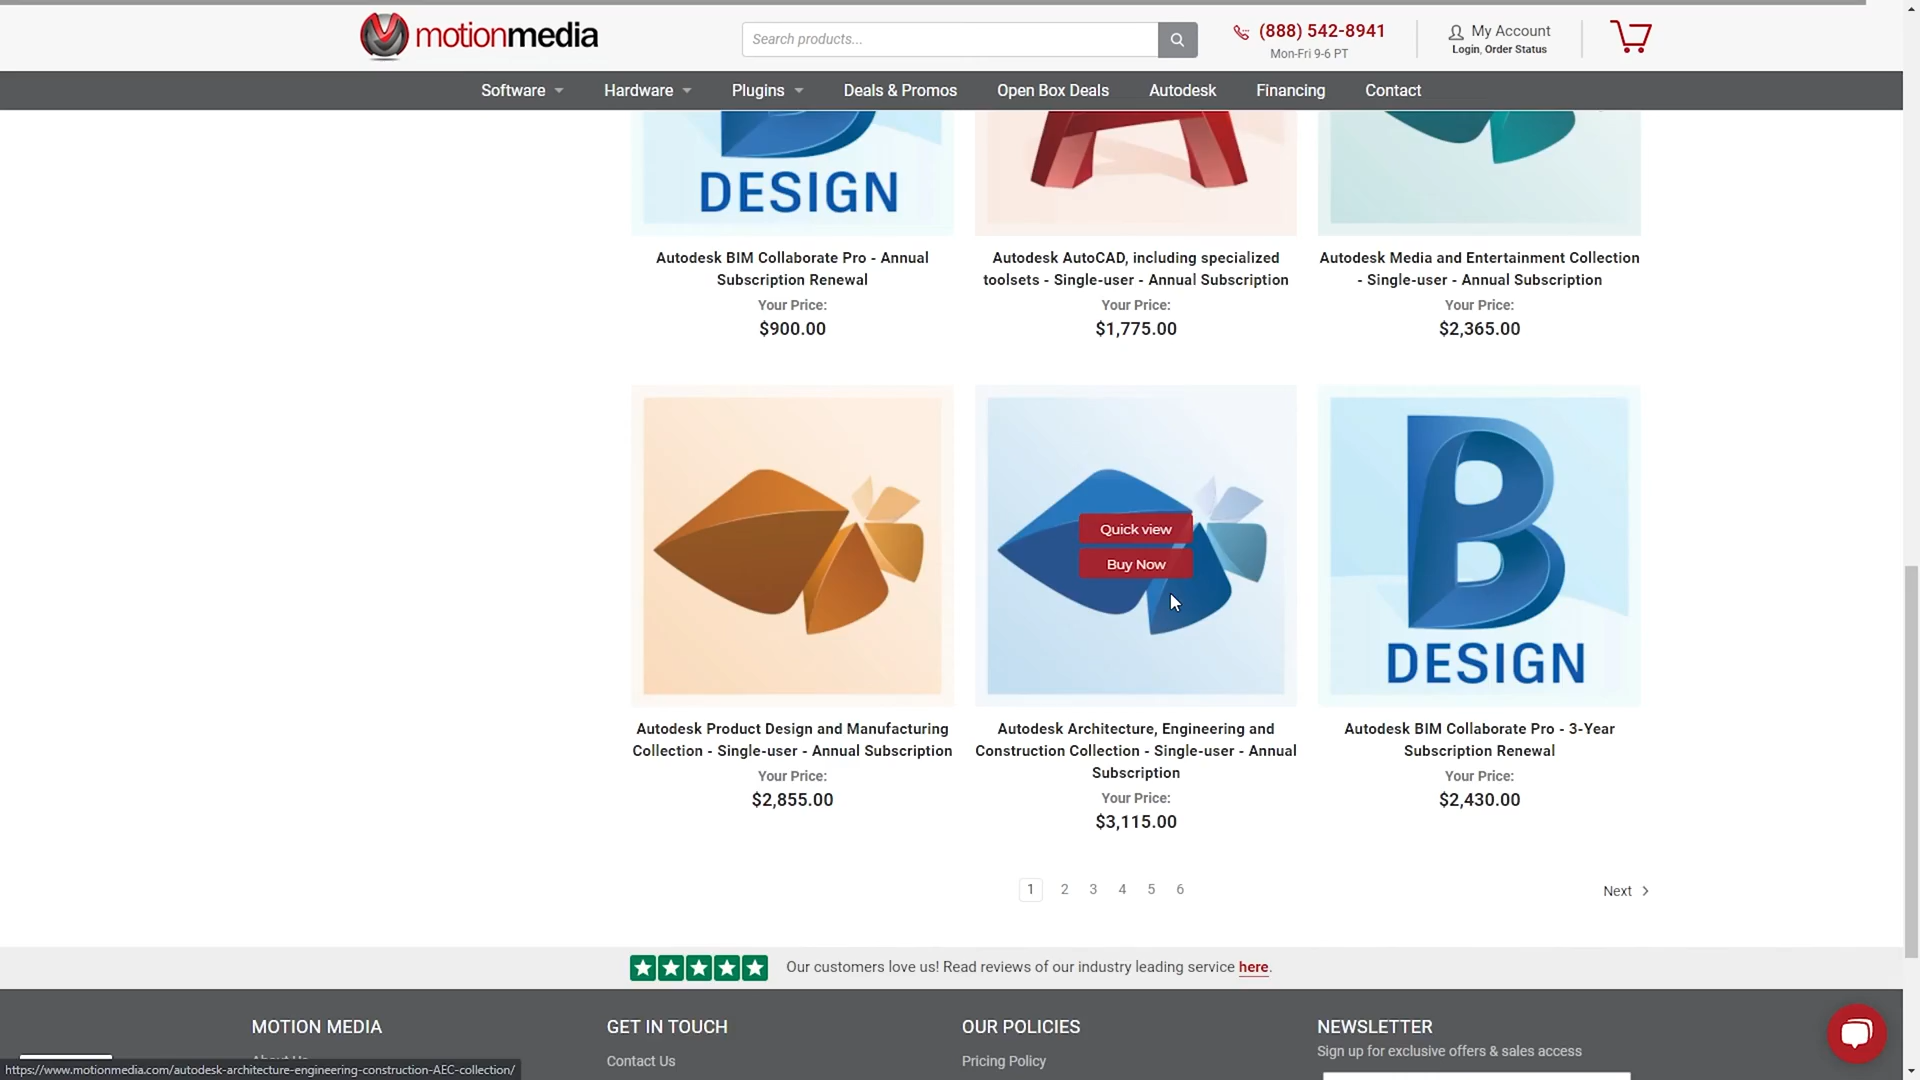 motionmedia
Search products...
(888) 542-8941
Mon-Fri 9-6 PT
My Account
Login, Order Status
Software
Hardware
Plugins
Deals & Promos
Open Box Deals
Autodesk
Financing
Contact
DESIGN
Autodesk BIM Collaborate Pro - Annual
Subscription Renewal
Your Price:
$900.00
Autodesk AutoCAD, including specialized
toolsets - Single-user - Annual Subscription
Your Price:
$1,775.00
Autodesk Media and Entertainment Collection
- Single-user - Annual Subscription
Your Price:
$2,365.00
Quick view
Buy Now
B
DESIGN
Autodesk Product Design and Manufacturing
Collection - Single-user - Annual Subscription
Your Price:
$2,855.00
Autodesk Architecture, Engineering and
Construction Collection - Single-user - Annual
Subscription
Your Price:
$3,115.00
Autodesk BIM Collaborate Pro - 3-Year
Subscription Renewal
Your Price:
$2,430.00
1 2 3 4 5 6
Next
Our customers love us! Read reviews of our industry leading service here.
MOTION MEDIA
GET IN TOUCH
Contact Us
OUR POLICIES
Pricing Policy
NEWSLETTER
Sign up for exclusive offers & sales access
https://www.motionmedia.com/autodesk-architecture-engineering-construction-AEC-collection/